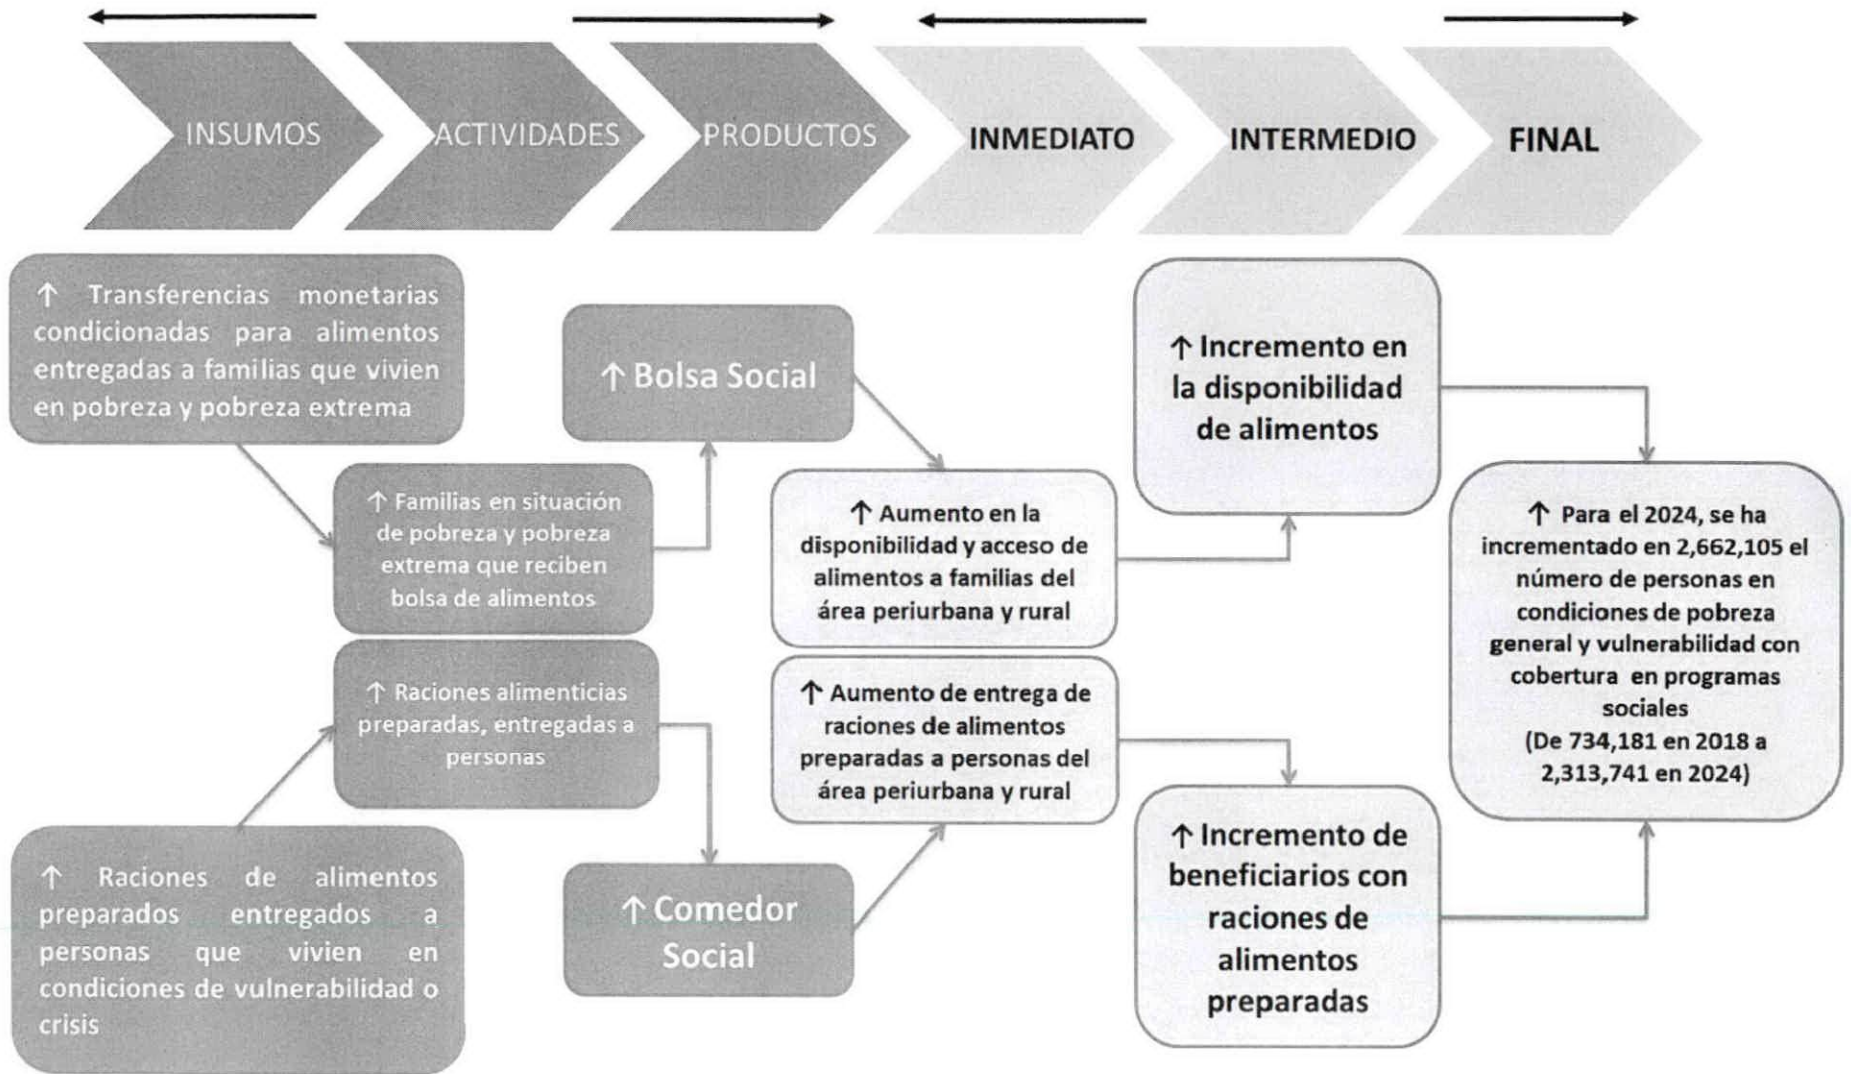 INSUMOS
ACTIVIDADES
PRODUCTOS
INMEDIATO
INTERMEDIO
FINAL
↑ Transferencias monetarias
condicionadas para alimentos
entregadas a familias que vivien
en pobreza y pobreza extrema
↑ Familias en situación
de pobreza y pobreza
extrema que reciben
bolsa de alimentos
↑ Raciones alimenticias
preparadas, entregadas a
personas
↑ Raciones de alimentos
preparados entregados a
personas que vivien en
condiciones de vulnerabilidad o
crisis
↑ Bolsa Social
↑ Comedor
Social
↑ Aumento en la
disponibilidad y acceso de
alimentos a familias del
área periurbana y rural
↑ Aumento de entrega de
raciones de alimentos
preparadas a personas del
área periurbana y rural
↑ Incremento en
la disponibilidad
de alimentos
↑ Incremento de
beneficiarios con
raciones de
alimentos
preparadas
↑ Para el 2024, se ha
incrementado en 2,662,105 el
número de personas en
condiciones de pobreza
general y vulnerabilidad con
cobertura en programas
sociales
(De 734,181 en 2018 a
2,313,741 en 2024)